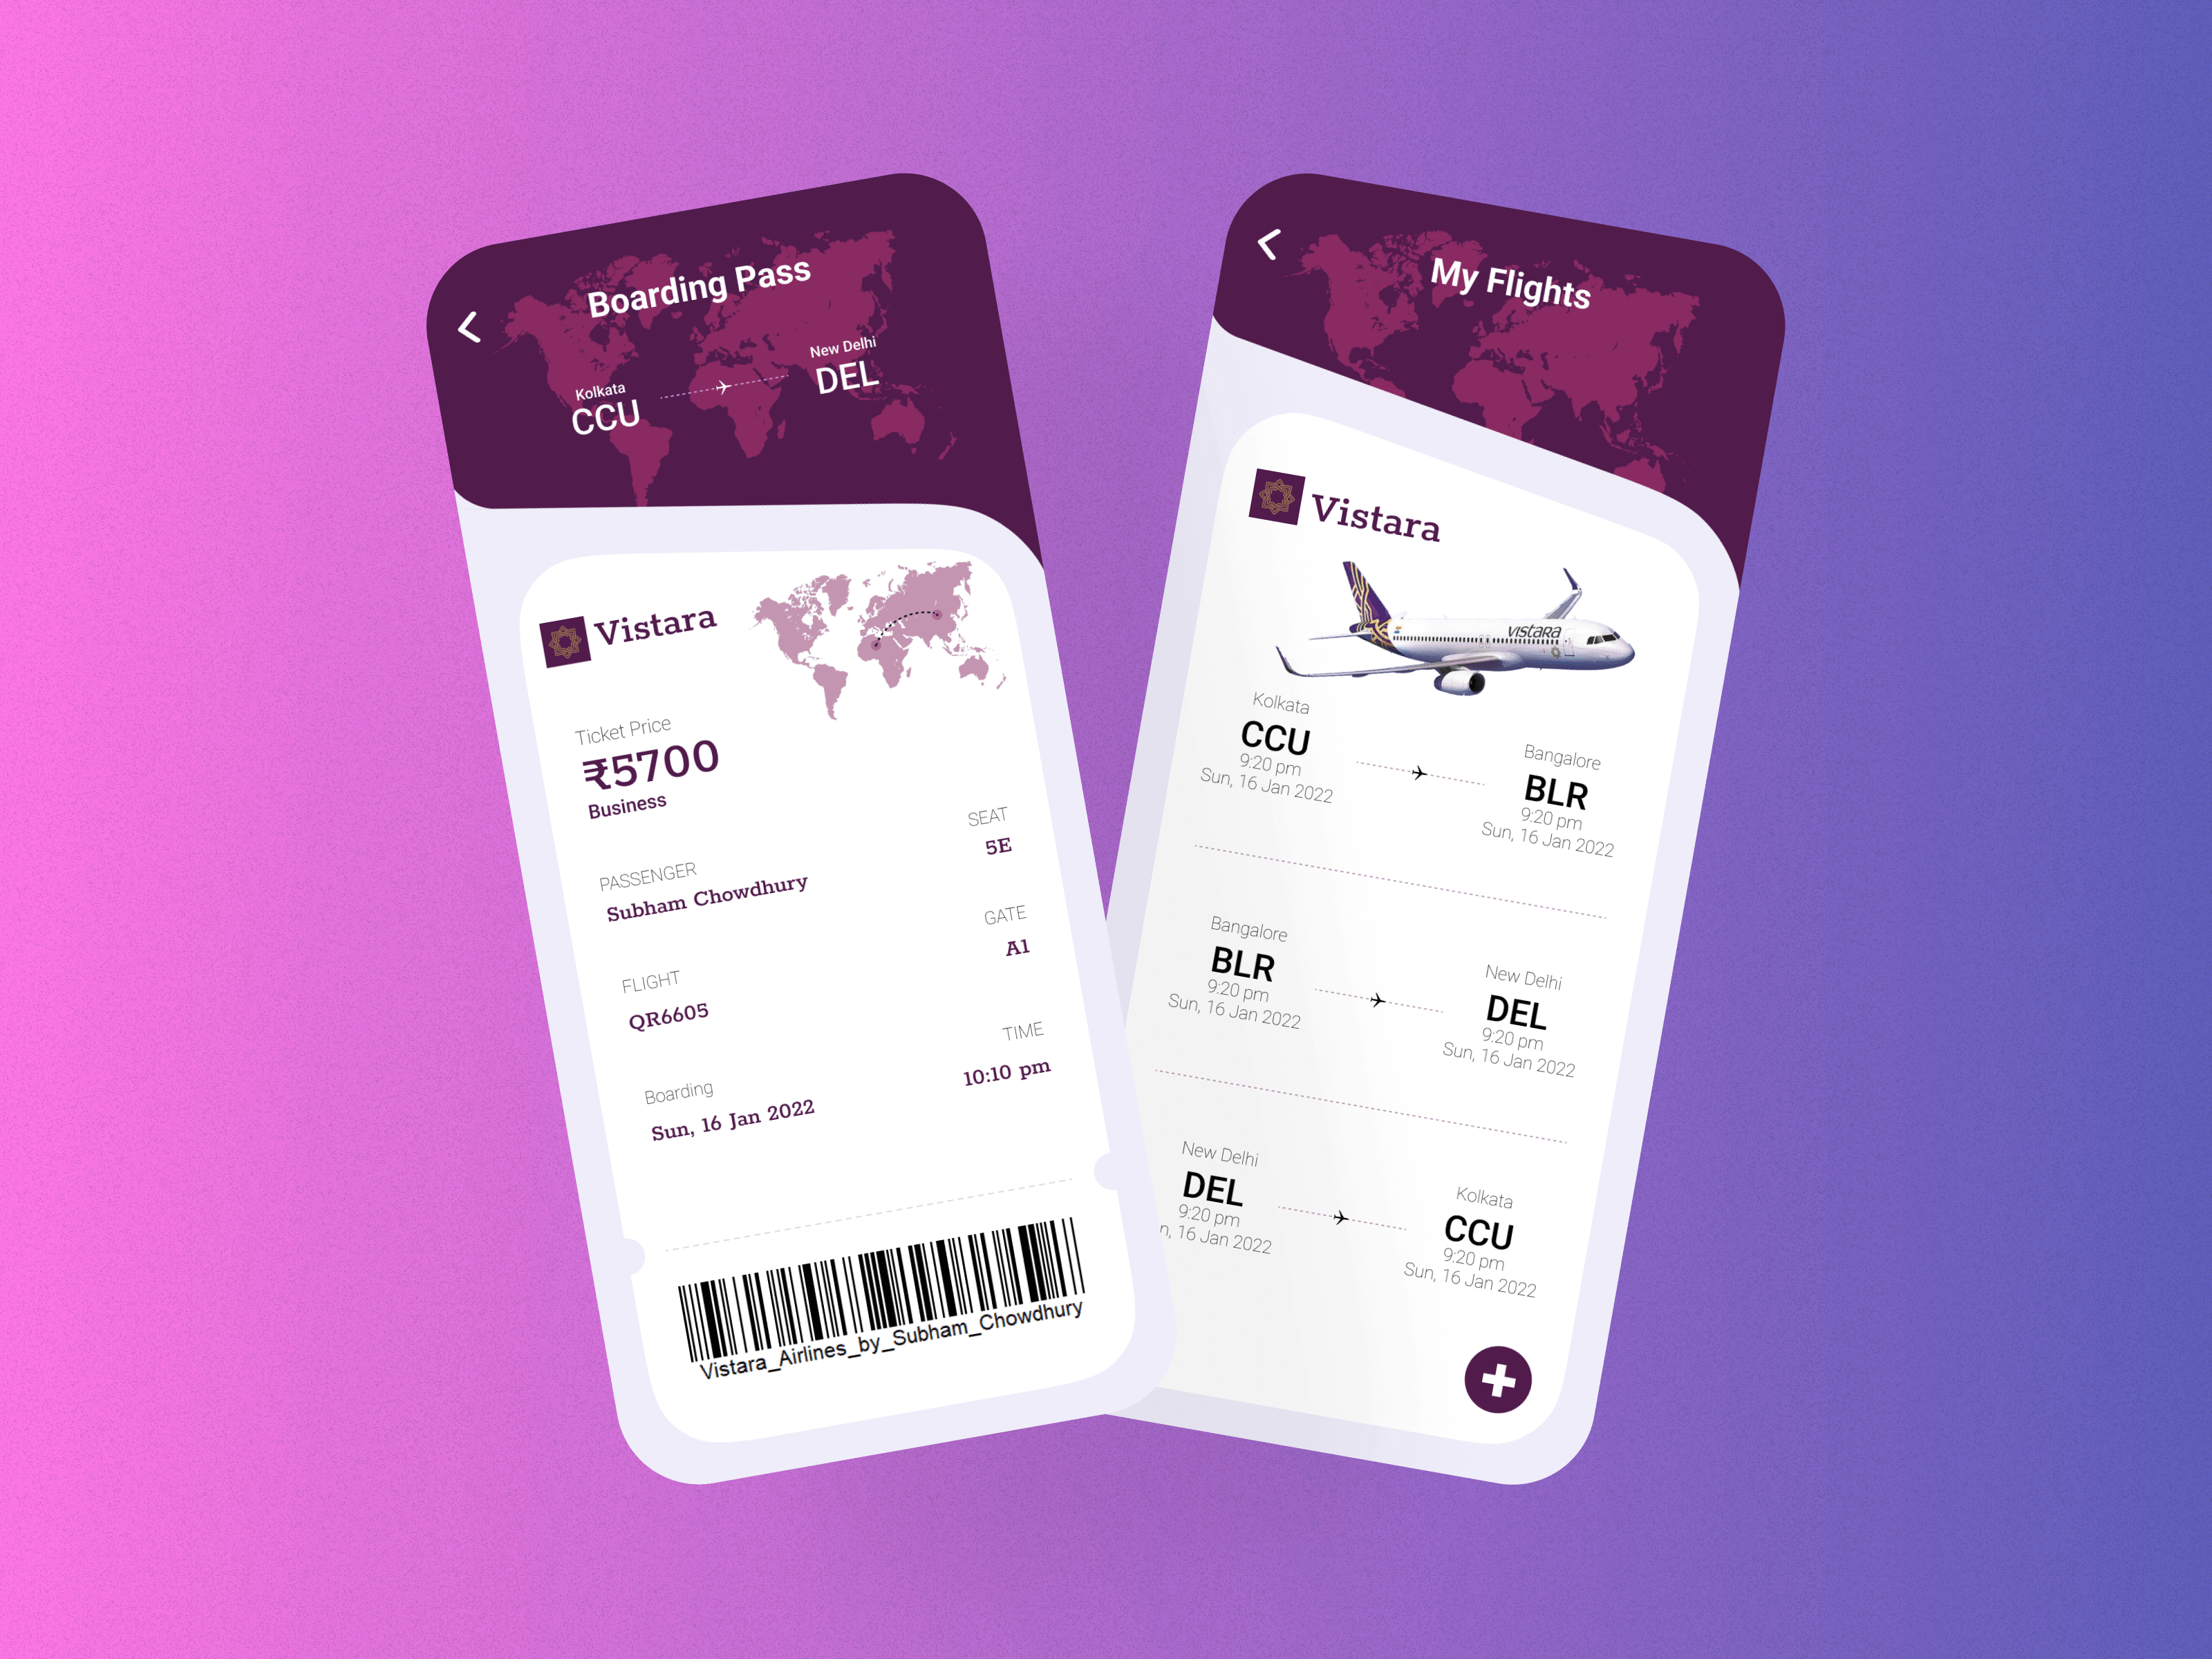 Boarding Pass
Kolkata
CCU
New Delhi
DEL
Vistara
Ticket Price
₹5700
Business
PASSENGER
Subham Chowdhury
SEAT
5E
GATE
A1
FLIGHT
QR6605
TIME
10:10 pm
Boarding
Sun, 16 Jan 2022
Vistara_Airlines_by_Subham_Chowdhury
My Flights
Vistara
vistara
Kolkata
CCU
9:20 pm
Sun, 16 Jan 2022
Bangalore
BLR
9:20 pm
Sun, 16 Jan 2022
Bangalore
BLR
9:20 pm
Sun, 16 Jan 2022
New Delhi
DEL
9:20 pm
Sun, 16 Jan 2022
New Delhi
DEL
9:20 pm
n, 16 Jan 2022
Kolkata
CCU
9:20 pm
Sun, 16 Jan 2022